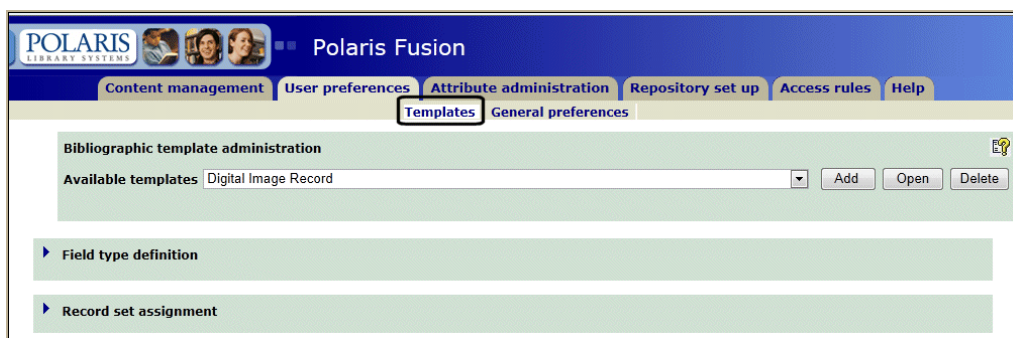 POLARIS
LIBRARY SYSTEMS
Polaris Fusion
Content management User preferences Attribute administration Repository set up Access rules Help
Templates General preferences
Bibliographic template administration
Available templates Digital Image Record Add Open Delete
Field type definition
Record set assignment